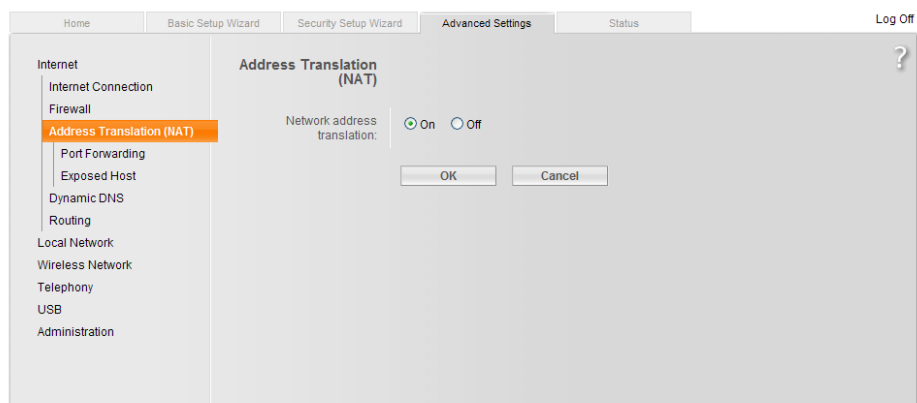 Home
Basic Setup Wizard
Security Setup Wizard
Advanced Settings
Status
Log Off
?
Internet
Internet Connection
Firewall
Address Translation (NAT)
Port Forwarding
Exposed Host
Dynamic DNS
Routing
Local Network
Wireless Network
Telephony
USB
Administration
Address Translation
(NAT)
Network address
translation:
On
Off
OK
Cancel